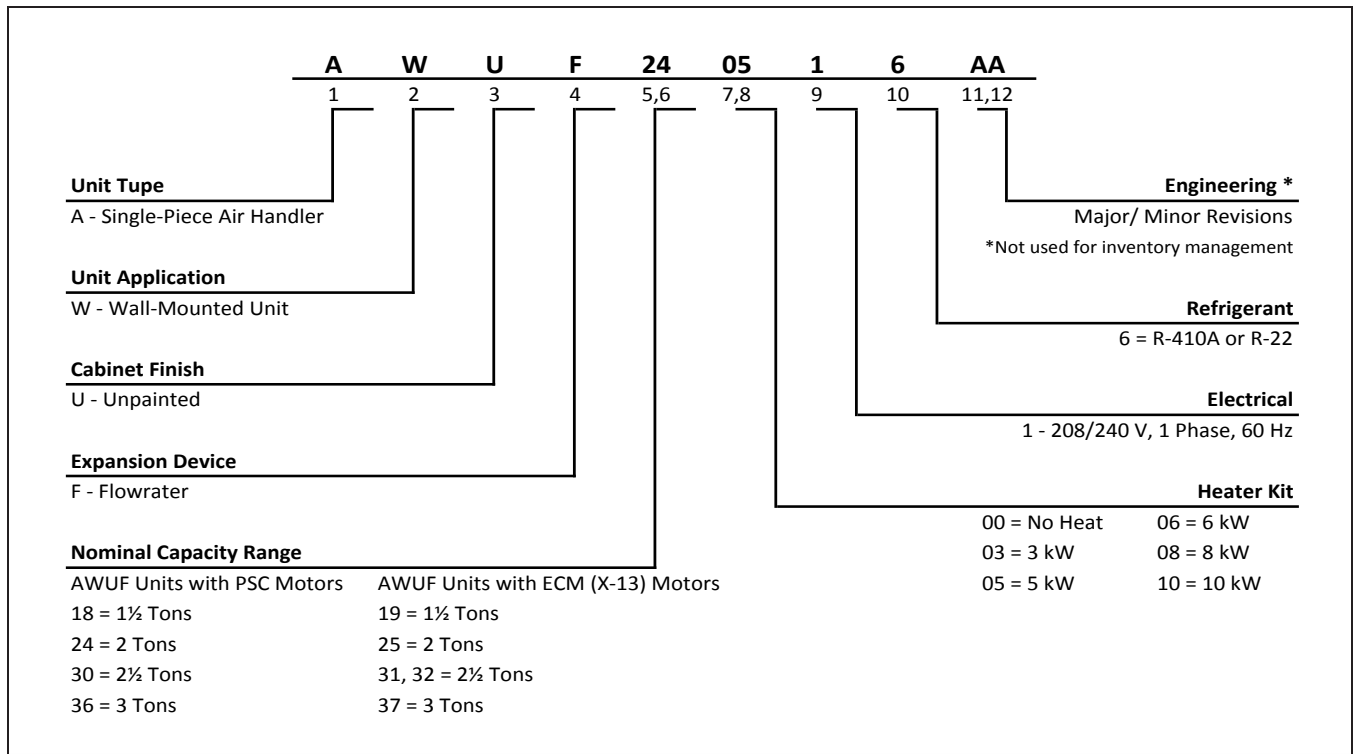 A W U F 24 05 1 6 AA
1 2 3 4 5,6 7,8 9 10 11,12
Unit Tupe
A - Single-Piece Air Handler
Unit Application
W - Wall-Mounted Unit
Cabinet Finish
U - Unpainted
Expansion Device
F - Flowrater
Nominal Capacity Range
AWUF Units with PSC Motors AWUF Units with ECM (X-13) Motors
18 = 1½ Tons 19 = 1½ Tons
24 = 2 Tons 25 = 2 Tons
30 = 2½ Tons 31, 32 = 2½ Tons
36 = 3 Tons 37 = 3 Tons
Engineering *
Major/ Minor Revisions
*Not used for inventory management
Refrigerant
6 = R-410A or R-22
Electrical
1 - 208/240 V, 1 Phase, 60 Hz
Heater Kit
00 = No Heat 06 = 6 kW
03 = 3 kW 08 = 8 kW
05 = 5 kW 10 = 10 kW